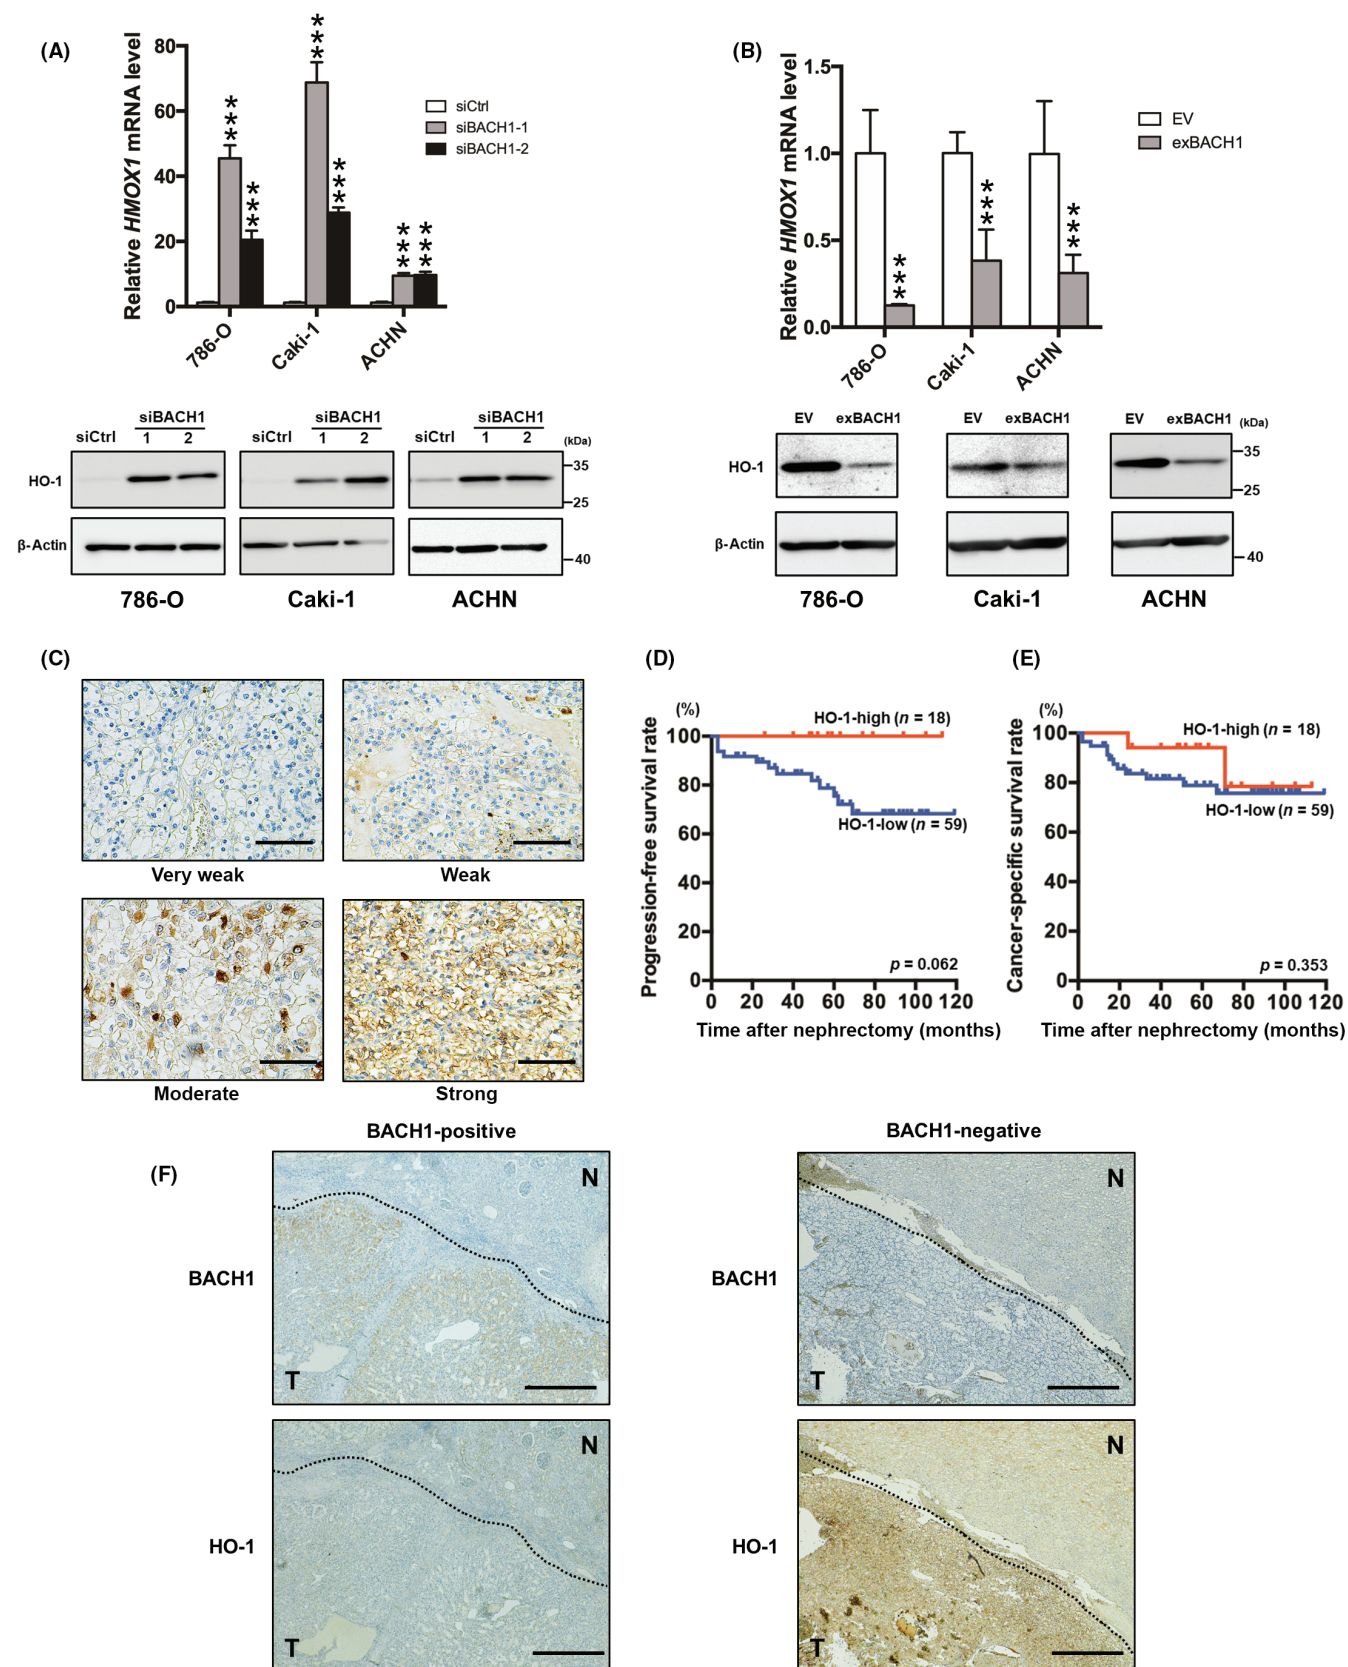 (A)
Relative HMOX1 mRNA level
80
60
40
20
0
***
***
***
***
***
***
siCtrl
siBACH1-1
siBACH1-2
786-O
Caki-1
ACHN
siBACH1
siBACH1
siBACH1
siCtrl 1 2
siCtrl 1 2
siCtrl 1 2
(kDa)
HO-1
35
25
β-Actin
40
786-O
Caki-1
ACHN
(B)
Relative HMOX1 mRNA level
1.5
1.0
0.5
0.0
***
***
***
EV
exBACH1
786-O
Caki-1
ACHN
EV exBACH1
EV exBACH1
EV exBACH1 (kDa)
HO-1
35
25
β-Actin
40
786-O
Caki-1
ACHN
(C)
Very weak
Weak
Moderate
Strong
(D)
(%)
Progression-free survival rate
100
80
60
40
20
0
HO-1-high (n = 18)
HO-1-low (n = 59)
p = 0.062
0 20 40 60 80 100 120
Time after nephrectomy (months)
(E)
(%)
Cancer-specific survival rate
100
80
60
40
20
0
HO-1-high (n = 18)
HO-1-low (n = 59)
p = 0.353
0 20 40 60 80 100 120
Time after nephrectomy (months)
(F)
BACH1-positive
BACH1-negative
BACH1
N
T
BACH1
N
T
HO-1
N
T
HO-1
N
T